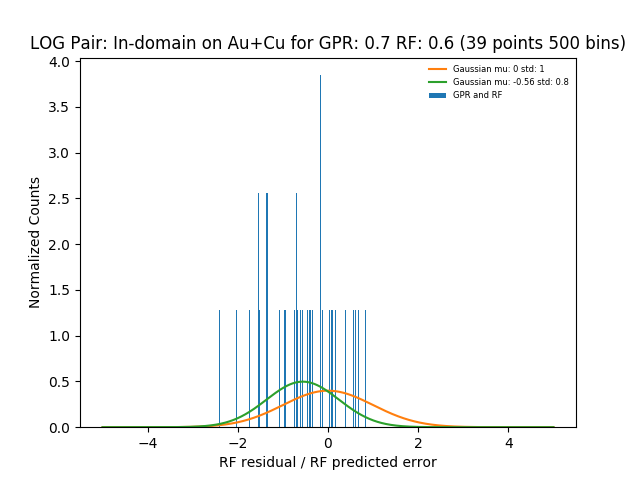 LOG Pair: In-domain on Au+Cu for GPR: 0.7 RF: 0.6 (39 points 500 bins)
Gaussian mu: 0 std: 1
Gaussian mu: -0.56 std: 0.8
GPR and RF
Normalized Counts
4.0
3.5
3.0
2.5
2.0
1.5
1.0
0.5
0.0
−4 −2 0 2 4
RF residual / RF predicted error